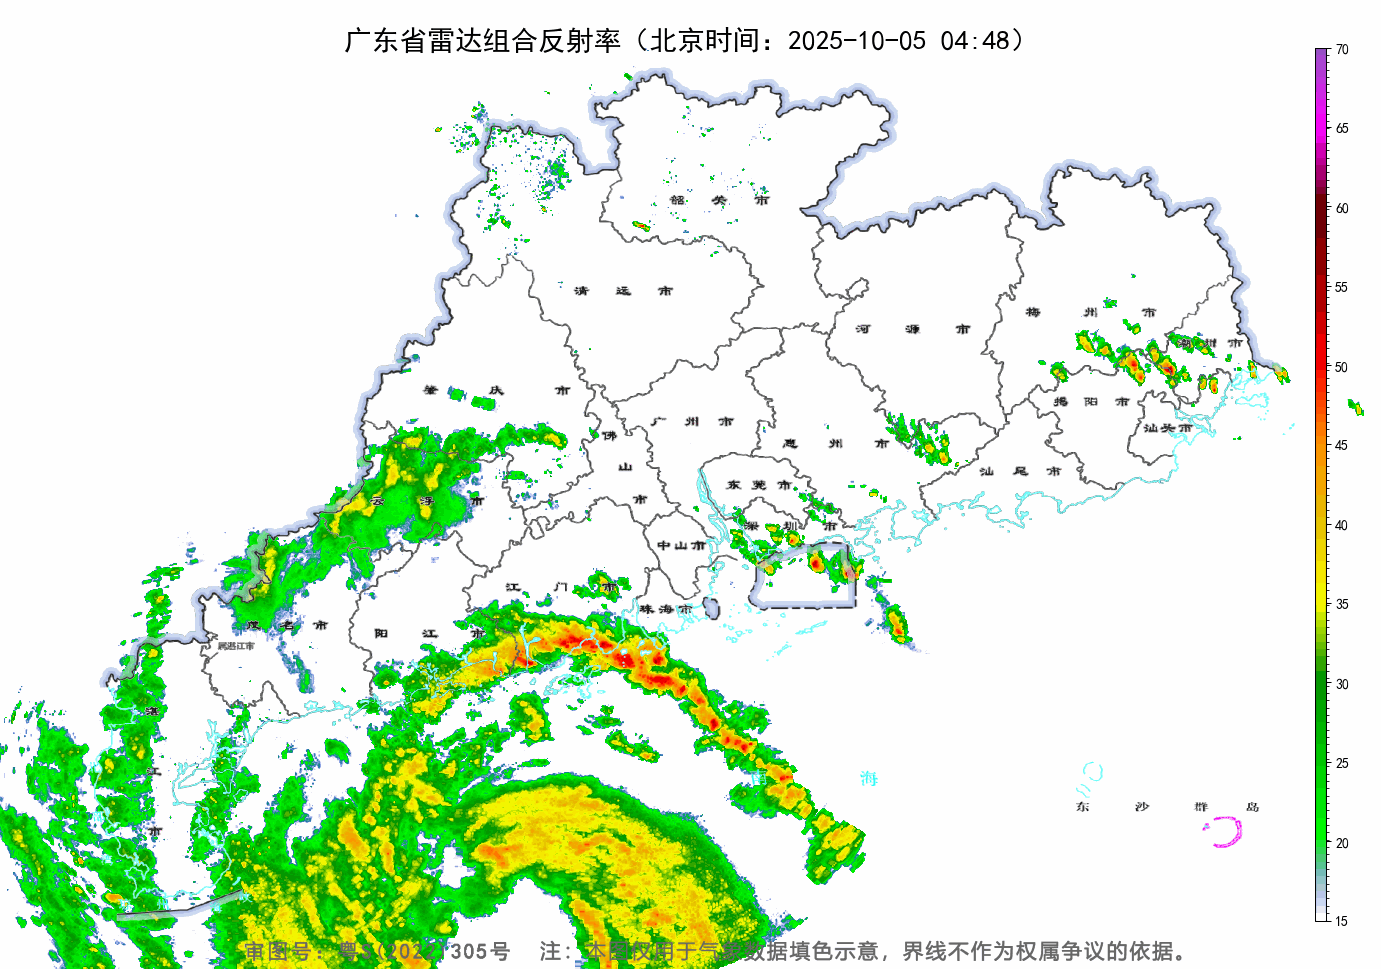 广东省雷达组合反射率（北京时间：2025-10-05 04:48）
70
65
60
55
50
45
40
35
30
25
20
15
韶关市
清远市
河源市
梅州市
潮州市
肇庆市
广州市
揭阳市
汕头市
佛山市
惠州市
汕尾市
东莞市
云浮市
深圳市
中山市
江门市
珠海市
茂名市
阳江市
属湛江市
湛江市
南海
东沙群岛
审图号：粤S(2022)305号 注：本图仅用于气象数据填色示意，界线不作为权属争议的依据。